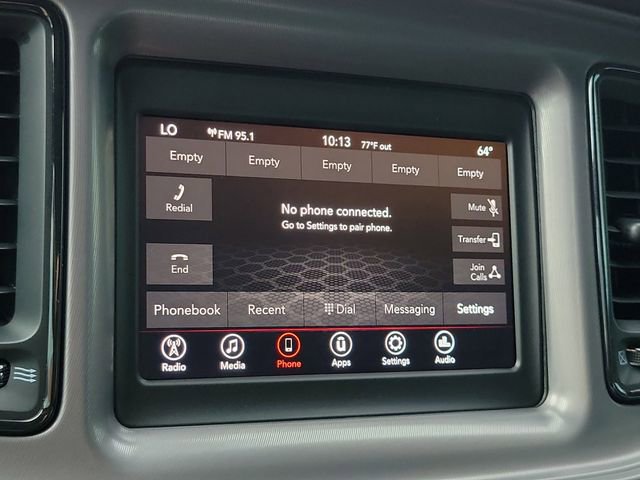 LO FM 95.1 10:13 77°F out 64°
Empty Empty Empty Empty Empty
Redial
No phone connected.
Go to Settings to pair phone.
Mute
Transfer
End
Join
Calls
Phonebook Recent Dial Messaging Settings
Radio Media Phone Apps Settings Audio